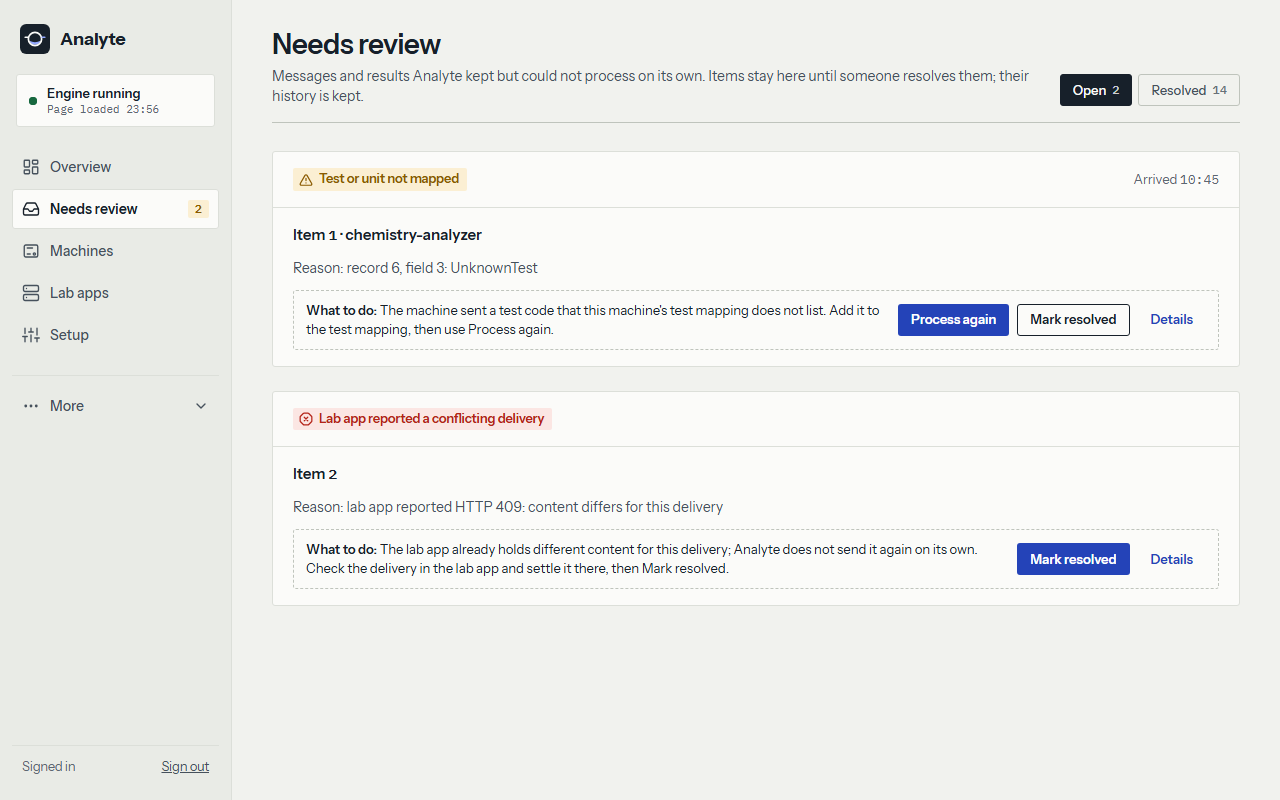 Analyte
Engine running
Page loaded 23:56
Overview
Needs review 2
Machines
Lab apps
Setup
More
Signed in
Sign out
Needs review
Messages and results Analyte kept but could not process on its own. Items stay here until someone resolves them; their
history is kept.
Open 2
Resolved 14
Test or unit not mapped
Arrived 10:45
Item 1 · chemistry-analyzer
Reason: record 6, field 3: UnknownTest
What to do: The machine sent a test code that this machine's test mapping does not list. Add it to
the test mapping, then use Process again.
Process again
Mark resolved
Details
Lab app reported a conflicting delivery
Item 2
Reason: lab app reported HTTP 409: content differs for this delivery
What to do: The lab app already holds different content for this delivery; Analyte does not send it again on its own.
Check the delivery in the lab app and settle it there, then Mark resolved.
Mark resolved
Details